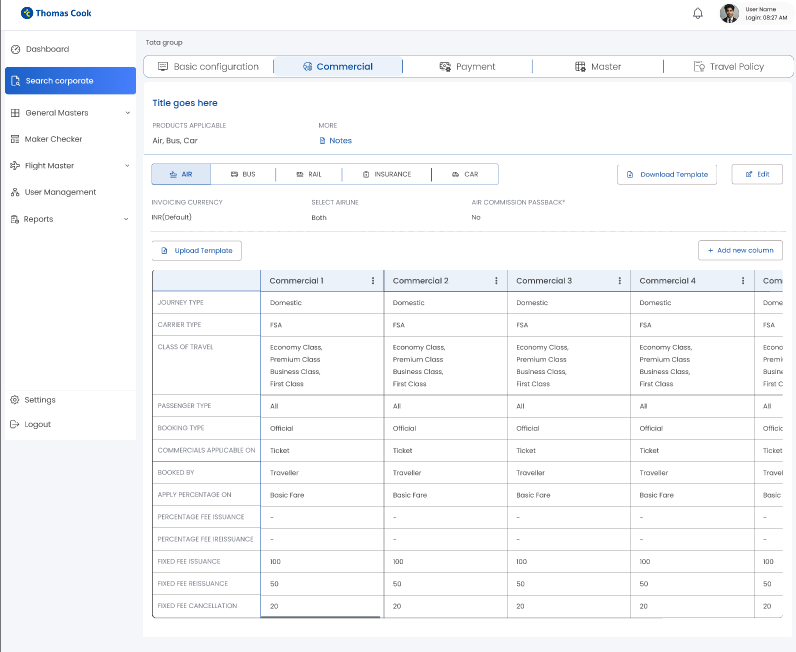 Thomas Cook
User Name
Login: 08:27 AM
Dashboard
Search corporate
General Masters
Maker Checker
Flight Master
User Management
Reports
Settings
Logout
Tata group
Basic configuration
Commercial
Payment
Master
Travel Policy
Title goes here
PRODUCTS APPLICABLE
MORE
Air, Bus, Car
Notes
AIR
BUS
RAIL
INSURANCE
CAR
Download Template
Edit
INVOICING CURRENCY
SELECT AIRLINE
AIR COMMISSION PASSBACK*
INR(Default)
Both
No
Upload Template
+ Add new column
Commercial 1 Commercial 2 Commercial 3 Commercial 4 Com
JOURNEY TYPE Domestic Domestic Domestic Domestic Dome
CARRIER TYPE FSA FSA FSA FSA FSA
CLASS OF TRAVEL Economy Class, Economy Class, Economy Class, Economy Class, Econo
Premium Class Premium Class Premium Class Premium Class Premi
Business Class, Business Class, Business Class, Business Class, Busine
First Class First Class First Class First Class First C
PASSENGER TYPE All All All All All
BOOKING TYPE Official Official Official Official Officia
COMMERCIALS APPLICABLE ON Ticket Ticket Ticket Ticket Ticket
BOOKED BY Traveller Traveller Traveller Traveller Travel
APPLY PERCENTAGE ON Basic Fare Basic Fare Basic Fare Basic Fare Basic
PERCENTAGE FEE ISSUANCE - - - - -
PERCENTAGE FEE IREISSUANCE - - - - -
FIXED FEE ISSUANCE 100 100 100 100 100
FIXED FEE REISSUANCE 50 50 50 50 50
FIXED FEE CANCELLATION 20 20 20 20 20